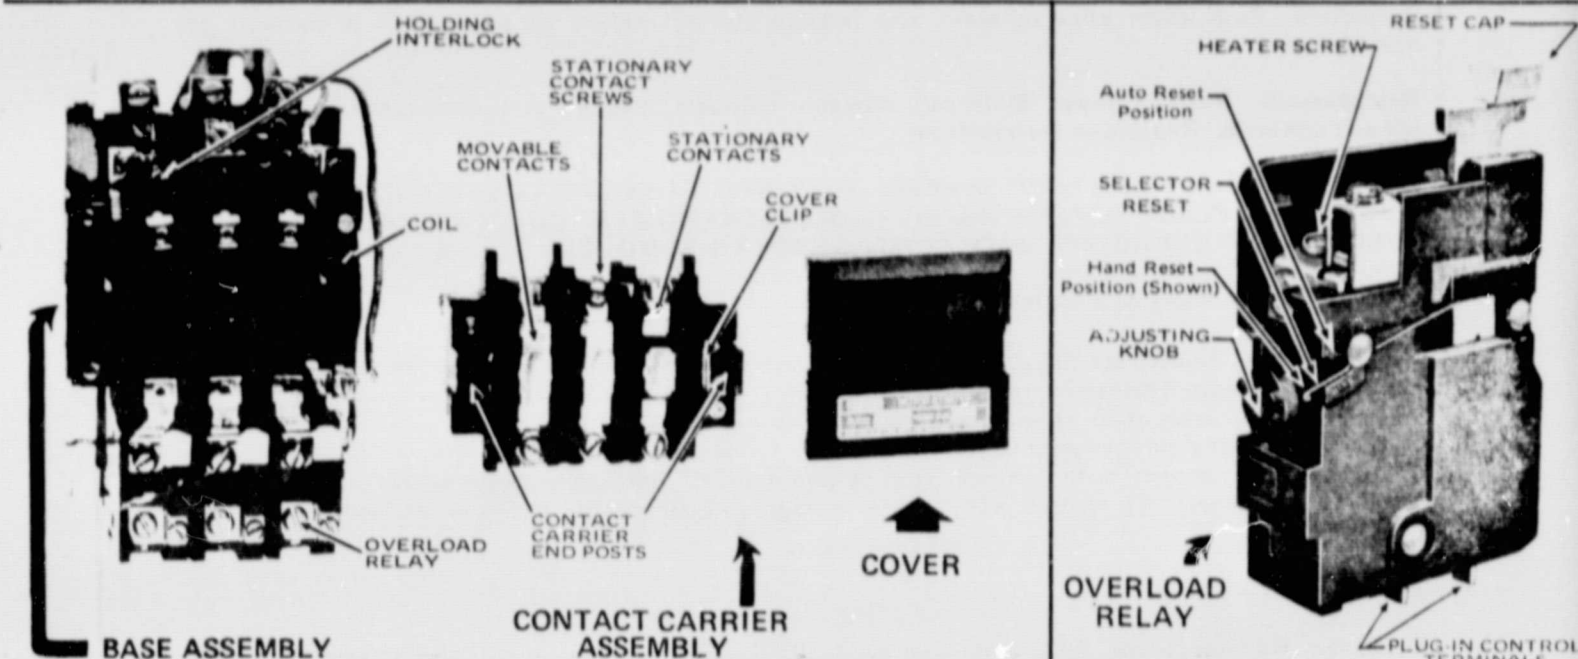 HOLDING
INTERLOCK
STATIONARY
CONTACT
SCREWS
MOVABLE
CONTACTS
STATIONARY
CONTACTS
COVER
CLIP
COIL
CONTACT
CARRIER
END POSTS
OVERLOAD
RELAY
BASE ASSEMBLY
CONTACT CARRIER
ASSEMBLY
COVER
RESET CAP
HEATER SCREW
Auto Reset
Position
SELECTOR
RESET
Hand Reset
Position (Shown)
ADJUSTING
KNOB
OVERLOAD
RELAY
PLUG-IN CONTROL
TERMINALS